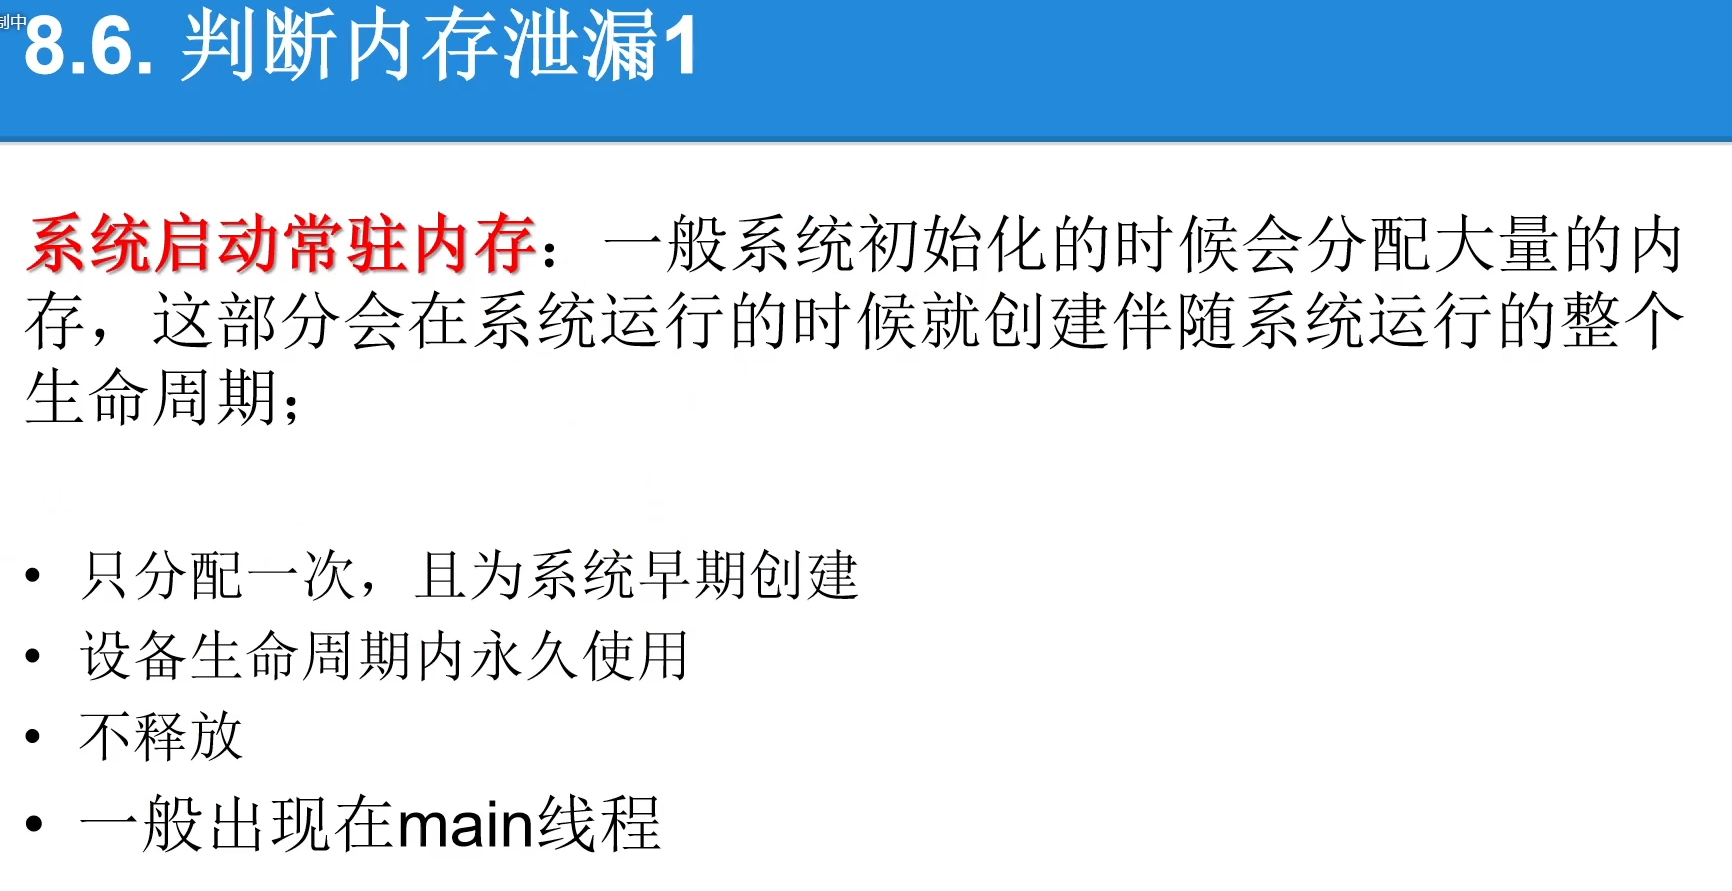 制中
8.6. 判断内存泄漏1
系统启动常驻内存：一般系统初始化的时候会分配大量的内
存，这部分会在系统运行的时候就创建伴随系统运行的整个
生命周期；
• 只分配一次，且为系统早期创建
• 设备生命周期内永久使用
• 不释放
• 一般出现在main线程